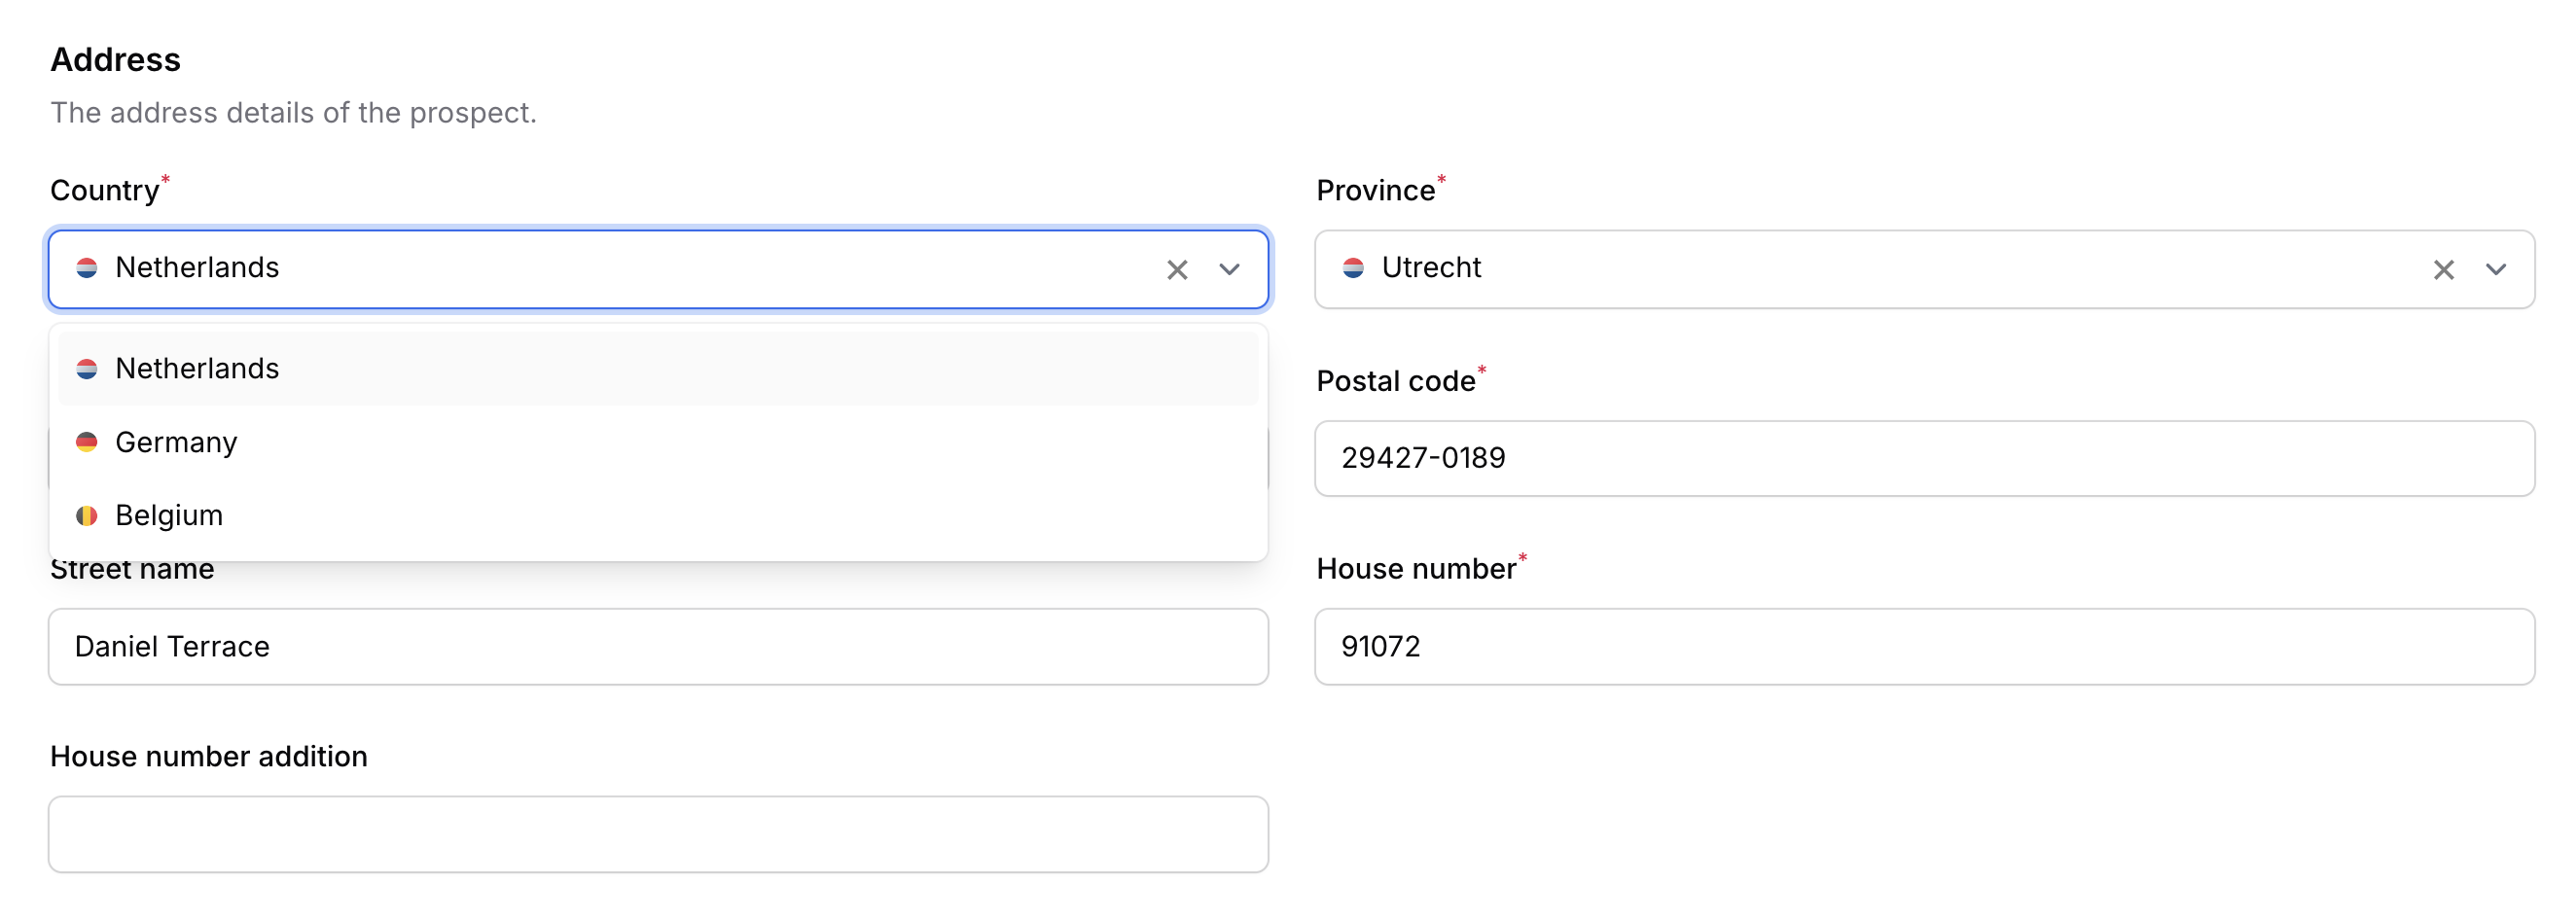 Address
The address details of the prospect.
Country*
Netherlands
Netherlands
Germany
Belgium
Province*
Utrecht
Postal code*
29427-0189
Street name
Daniel Terrace
House number*
91072
House number addition